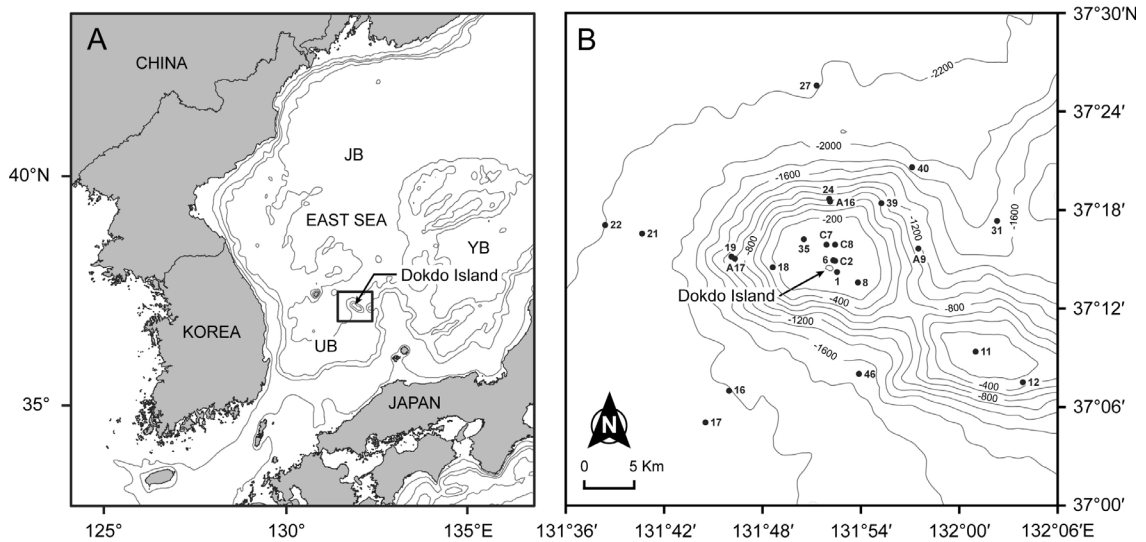 A
CHINA
40°N
JB
EAST SEA
YB
Dokdo Island
KOREA
UB
JAPAN
35°
125°
130°
135°
B
37°30′N
-2200
27
37°24′
-2000
-1600
40
24
A16
39
-200
-1200
-1600
37°18′
22
21
31
C7
C8
35
-800
19
A17
18
6
C2
A9
1
8
Dokdo Island
-400
-800
37°12′
-1200
-1600
11
46
12
-400
-800
16
17
37°06′
N
0
5 Km
37°00′
131°36′
131°42′
131°48′
131°54′
132°00′
132°06′E